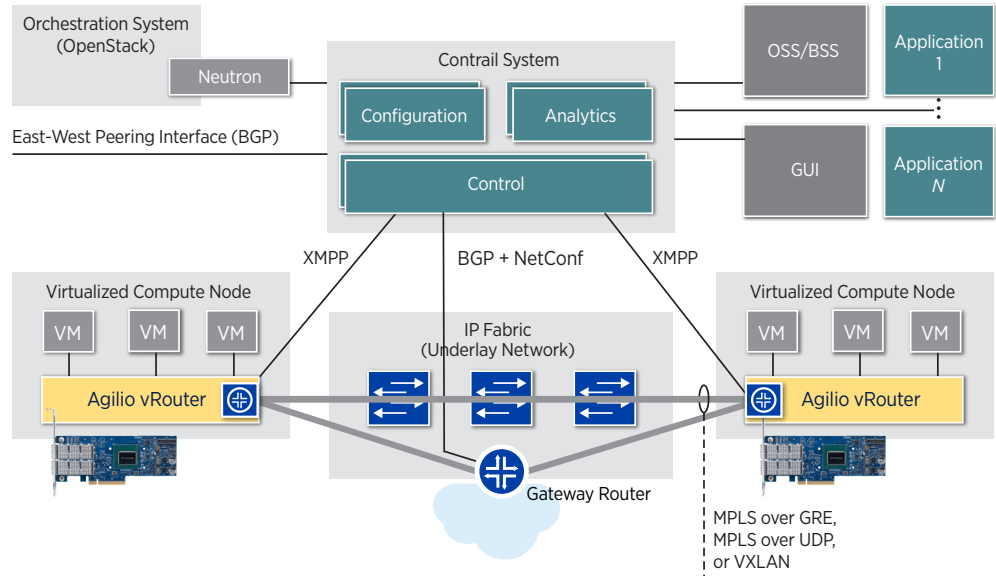 Orchestration System
(OpenStack)
Neutron
East-West Peering Interface (BGP)
Contrail System
Configuration
Analytics
Control
OSS/BSS
Application
1
GUI
Application
N
XMPP
BGP + NetConf
XMPP
Virtualized Compute Node
VM
VM
VM
Agilio vRouter
IP Fabric
(Underlay Network)
Virtualized Compute Node
VM
VM
VM
Agilio vRouter
Gateway Router
MPLS over GRE,
MPLS over UDP,
or VXLAN